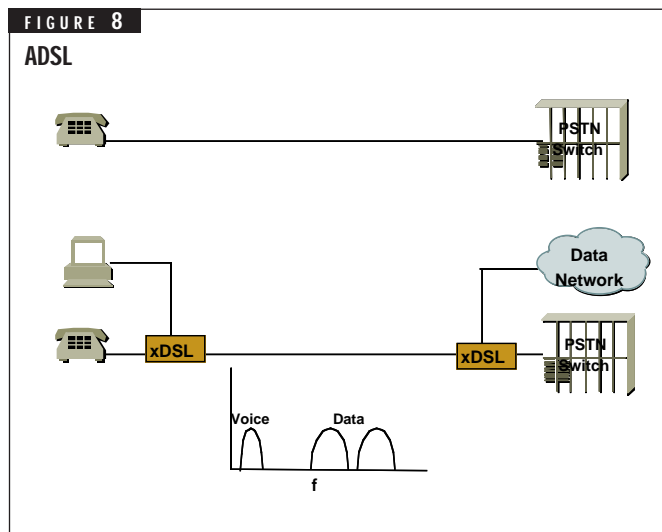 FIGURE 8
ADSL
PSTN
Switch
Data
Network
xDSL
xDSL
PSTN
Switch
Voice
Data
f